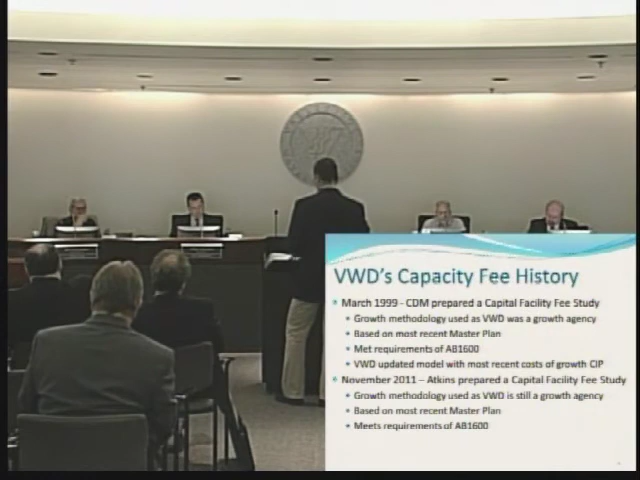 VWD's Capacity Fee History
March 1999 - CDM prepared a Capital Facility Fee Study
Growth methodology used as VWD was a growth agency
Based on most recent Master Plan
Met requirements of AB1600
VWD updated model with most recent costs of growth CIP
November 2011 – Atkins prepared a Capital Facility Fee Study
Growth methodology used as VWD is still a growth agency
Based on most recent Master Plan
Meets requirements of AB1600